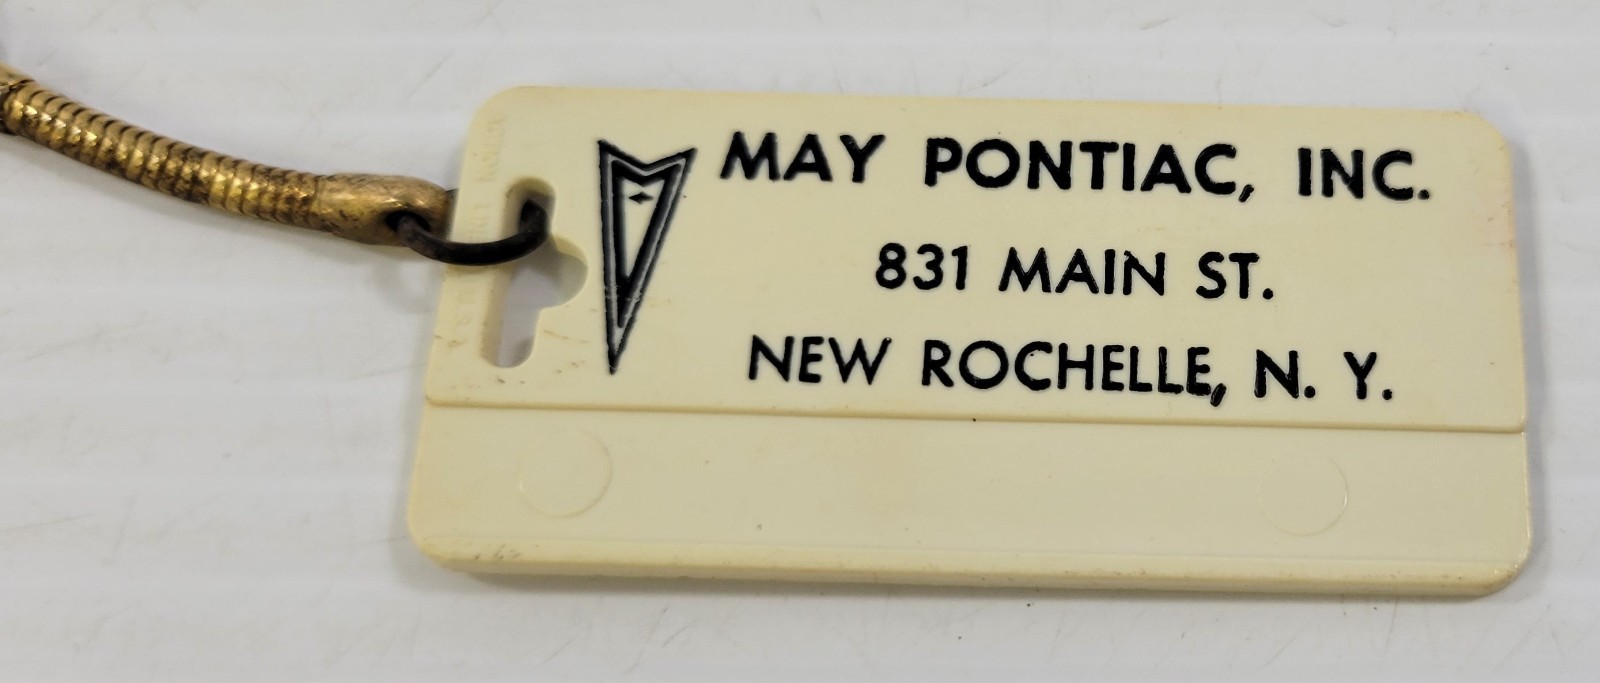 MAY PONTIAC, INC.
831 MAIN ST.
NEW ROCHELLE, N. Y.